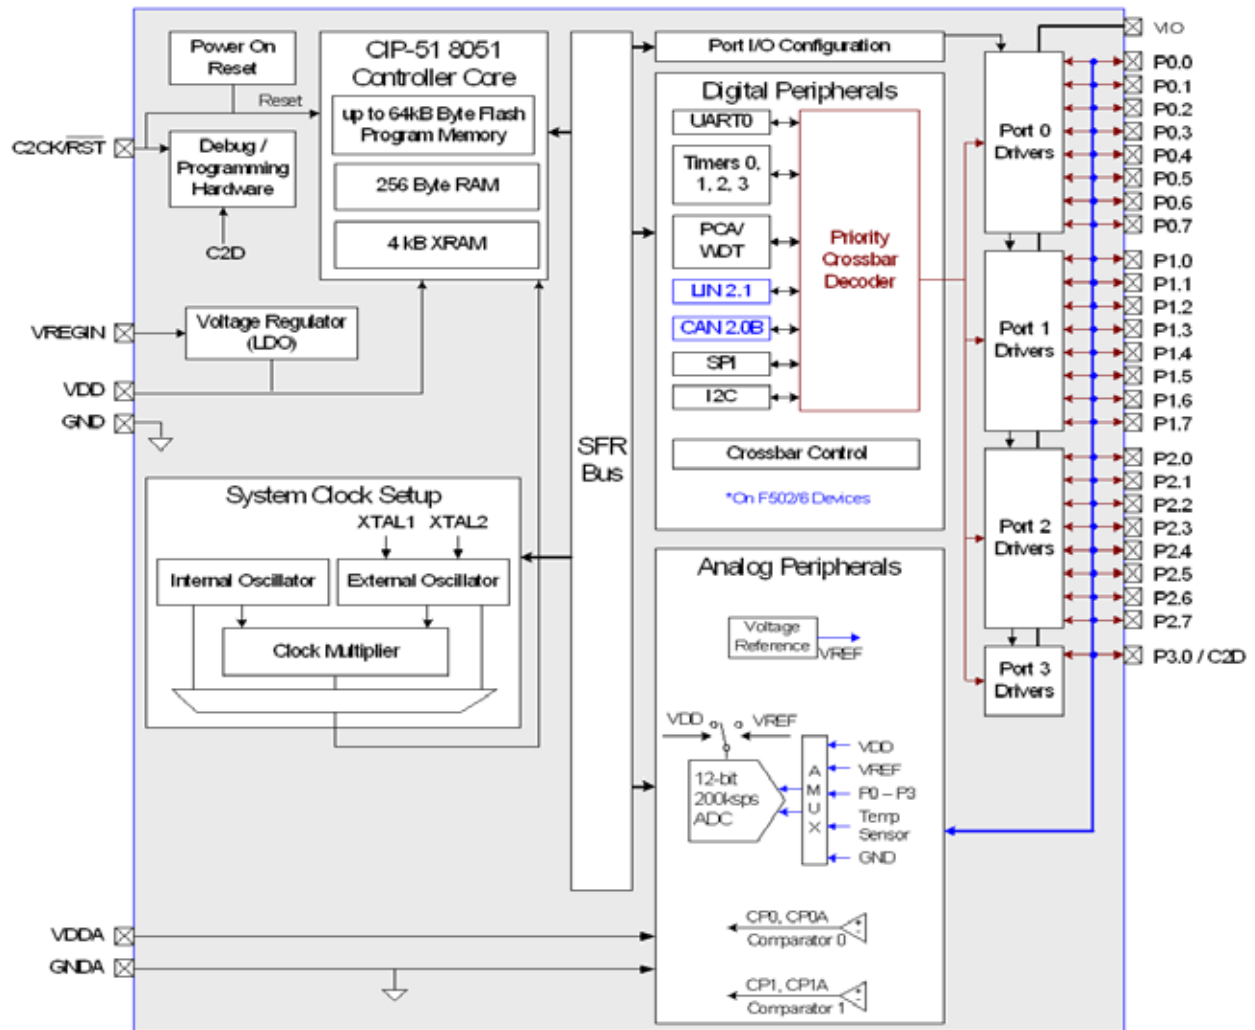 Power On
Reset
Reset
C2CK/RST
Debug /
Programming
Hardware
C2D
CIP-51 8051
Controller Core
up to 64kB Byte Flash
Program Memory
256 Byte RAM
4 kB XRAM
VREGIN
Voltage Regulator
(LDO)
VDD
GND
System Clock Setup
XTAL1 XTAL2
Internal Oscillator
External Oscillator
Clock Multiplier
VDDA
GNDA
SFR
Bus
Port I/O Configuration
Digital Peripherals
UART0
Timers 0,
1, 2, 3
PCA/
WDT
LIN 2.1
CAN 2.0B
SPI
I2C
Priority
Crossbar
Decoder
Crossbar Control
*On F502/6 Devices
Analog Peripherals
Voltage
Reference
VREF
VDD
VREF
12-bit
200ksps
ADC
A
M
U
X
VDD
VREF
P0 – P3
Temp
Sensor
GND
CP0, CP0A
Comparator 0
CP1, CP1A
Comparator 1
Port 0
Drivers
Port 1
Drivers
Port 2
Drivers
Port 3
Drivers
VIO
P0.0
P0.1
P0.2
P0.3
P0.4
P0.5
P0.6
P0.7
P1.0
P1.1
P1.2
P1.3
P1.4
P1.5
P1.6
P1.7
P2.0
P2.1
P2.2
P2.3
P2.4
P2.5
P2.6
P2.7
P3.0 / C2D
+
-
+
-